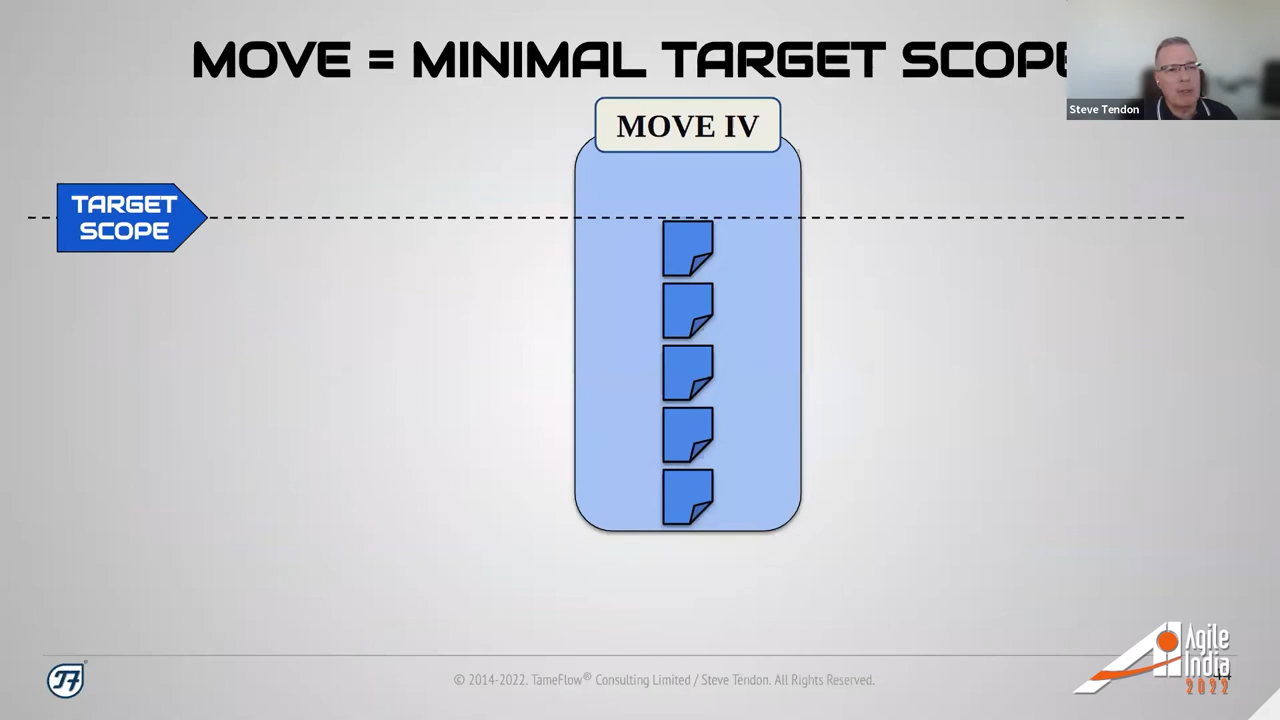 MOVE = MINIMAL TARGET SCOPE
Steve Tendon
MOVE IV
TARGET
SCOPE
© 2014-2022. TameFlow® Consulting Limited / Steve Tendon. All Rights Reserved.
Agile
India
2022